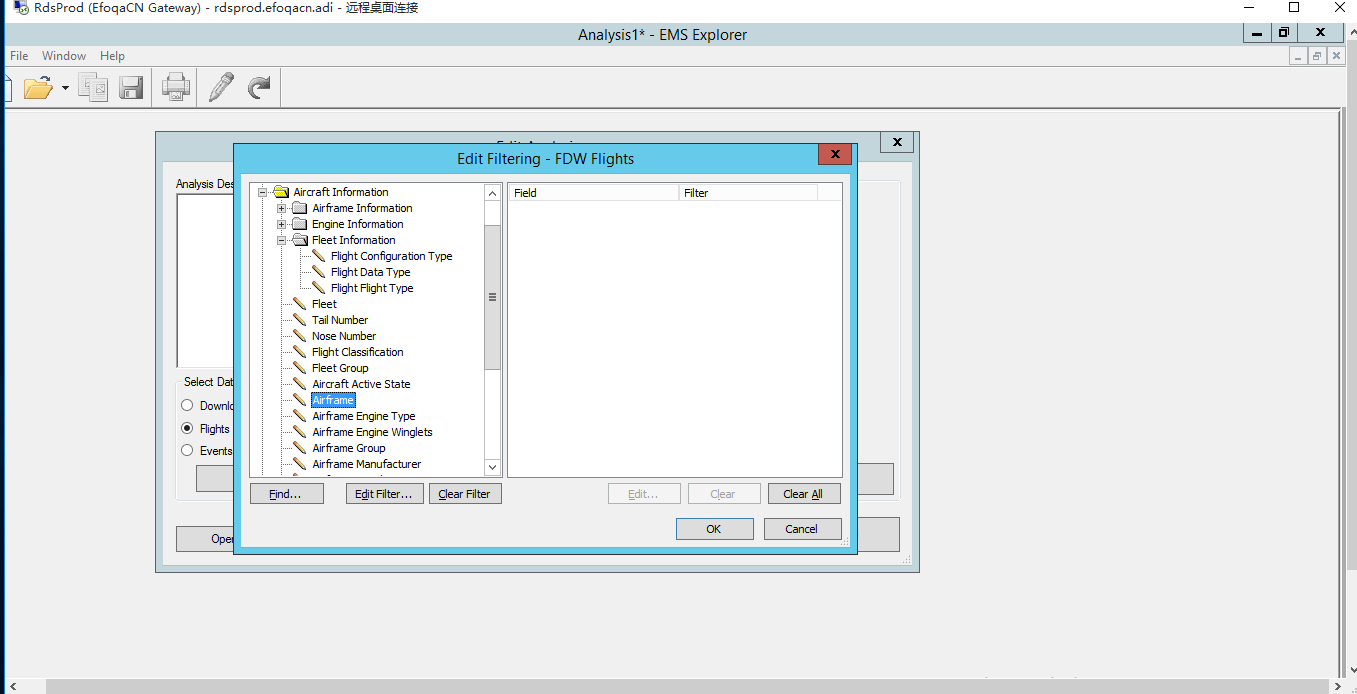 RdsProd (EfoqaCN Gateway) - rdsprod.efoqacn.adi - 远程桌面连接
Analysis1* - EMS Explorer
File Window Help
Edit Filtering - FDW Flights
Analysis Des
Aircraft Information
Field Filter
Airframe Information
Engine Information
Fleet Information
Flight Configuration Type
Flight Data Type
Flight Flight Type
Fleet
Tail Number
Nose Number
Flight Classification
Fleet Group
Select Dat
Aircraft Active State
Airframe
Downlo
Airframe Engine Type
Flights
Airframe Engine Winglets
Events
Airframe Group
Airframe Manufacturer
Find... Edit Filter... Clear Filter Edit... Clear Clear All
OK Cancel
Oper